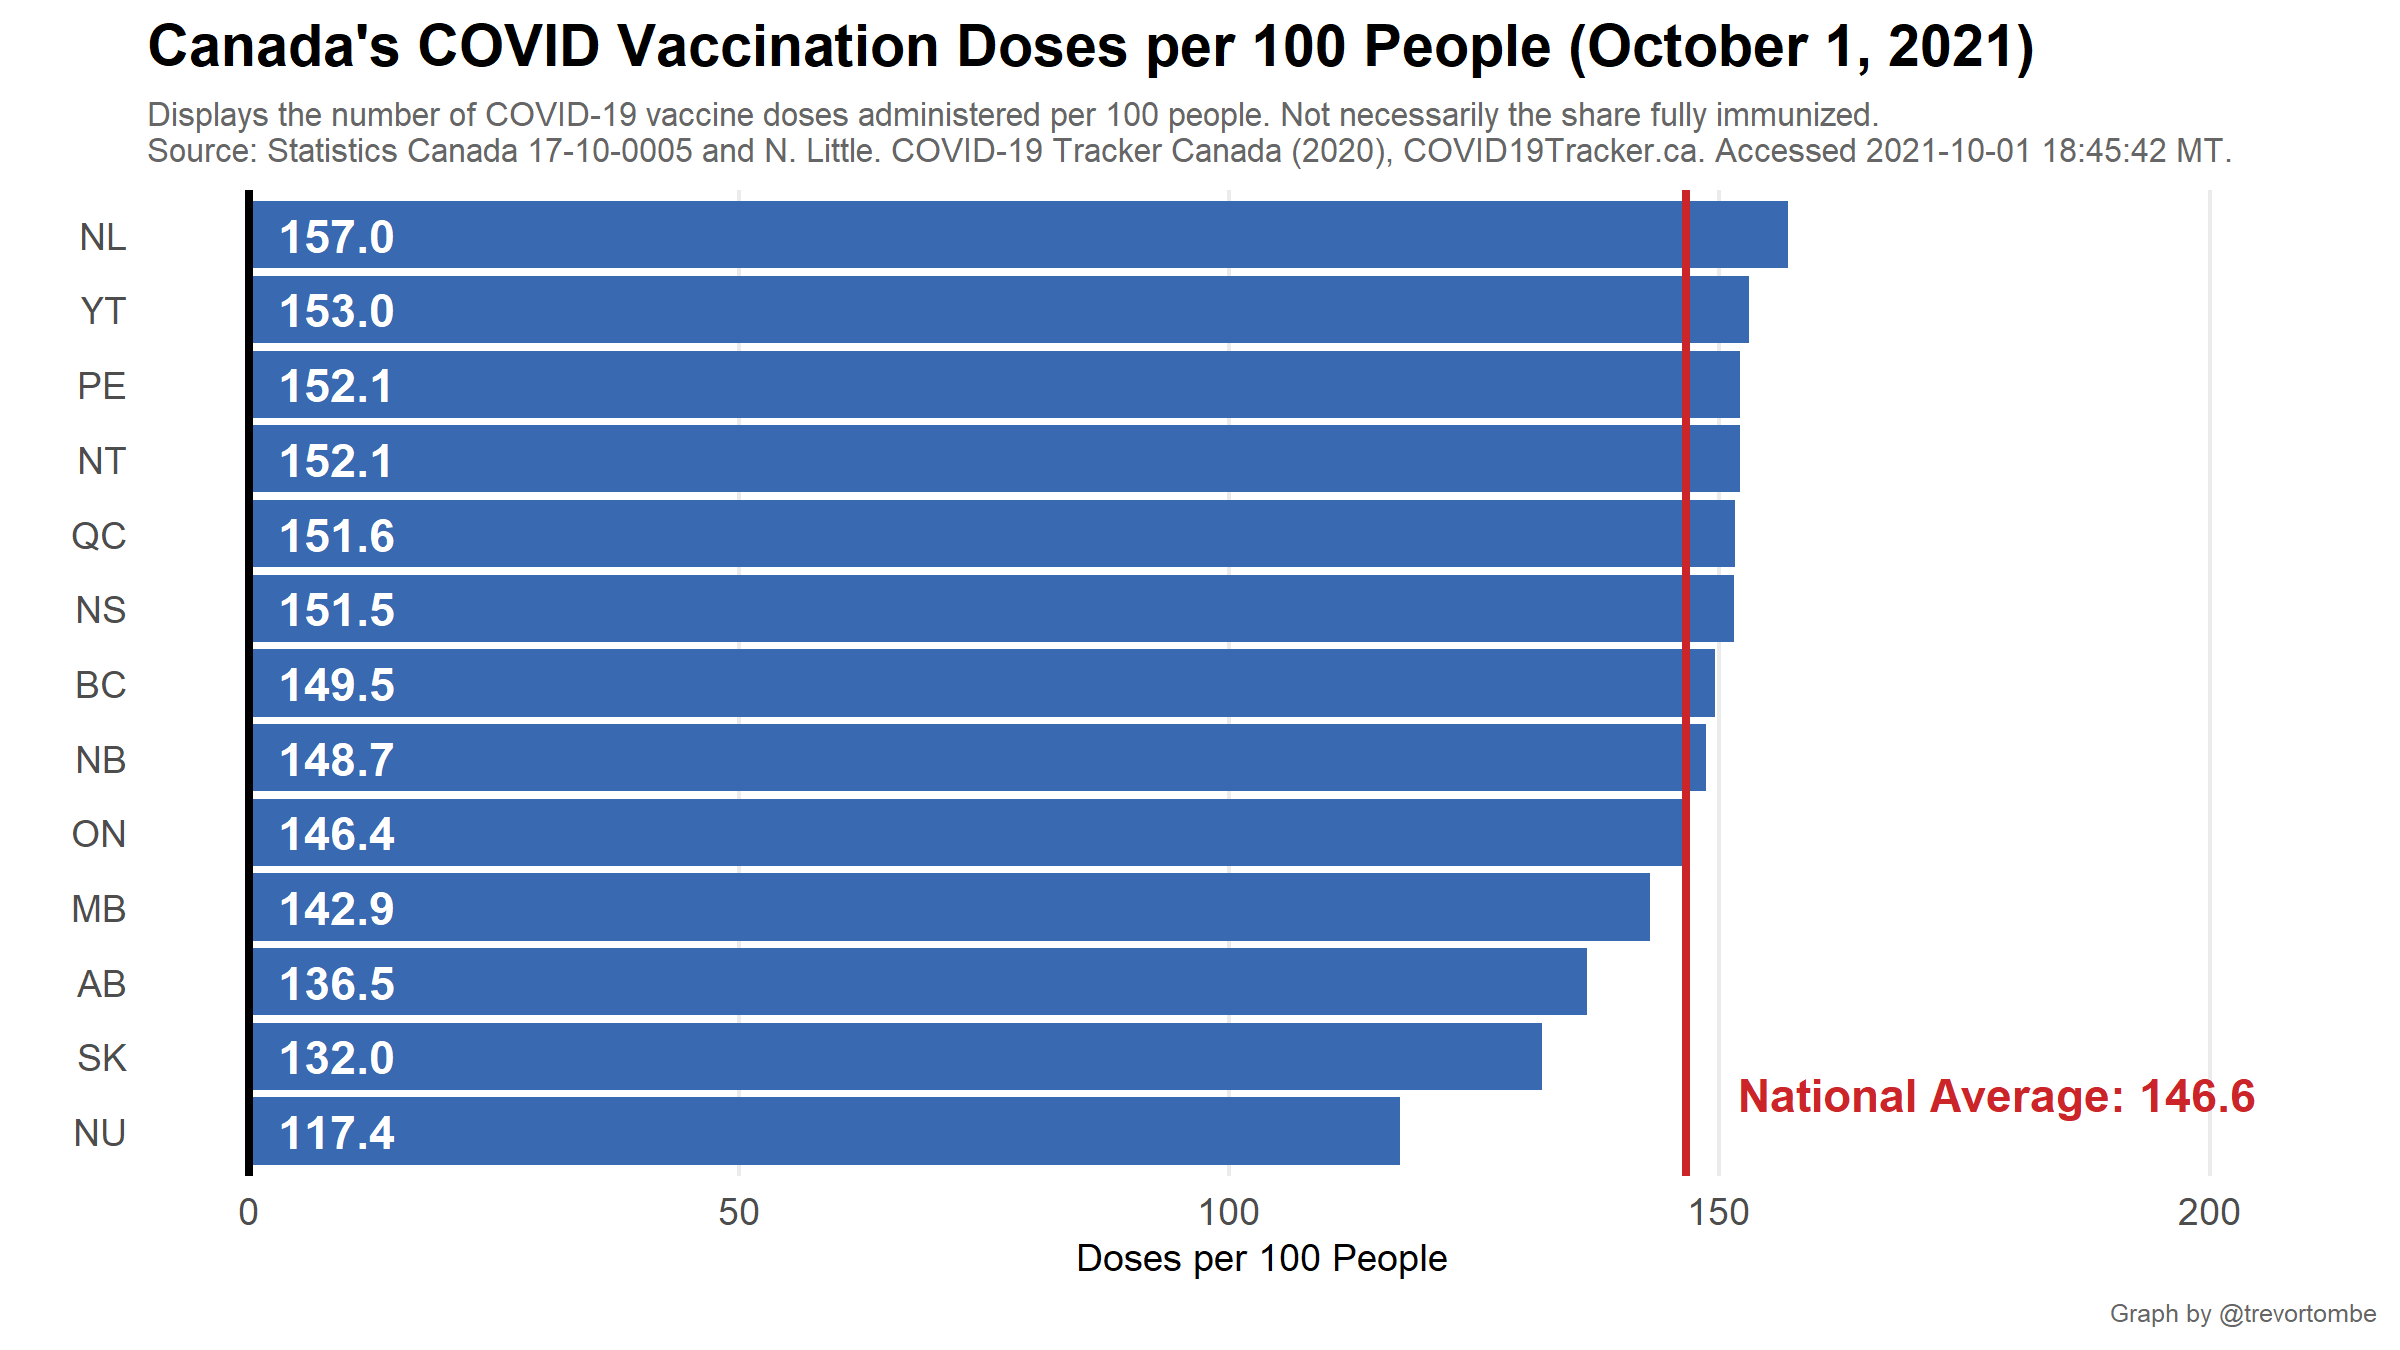 Canada's COVID Vaccination Doses per 100 People (October 1, 2021)
Displays the number of COVID-19 vaccine doses administered per 100 people. Not necessarily the share fully immunized.
Source: Statistics Canada 17-10-0005 and N. Little. COVID-19 Tracker Canada (2020), COVID19Tracker.ca. Accessed 2021-10-01 18:45:42 MT.
NL 157.0
YT 153.0
PE 152.1
NT 152.1
QC 151.6
NS 151.5
BC 149.5
NB 148.7
ON 146.4
MB 142.9
AB 136.5
SK 132.0
National Average: 146.6
NU 117.4
0 50 100 150 200
Doses per 100 People
Graph by @trevortombe